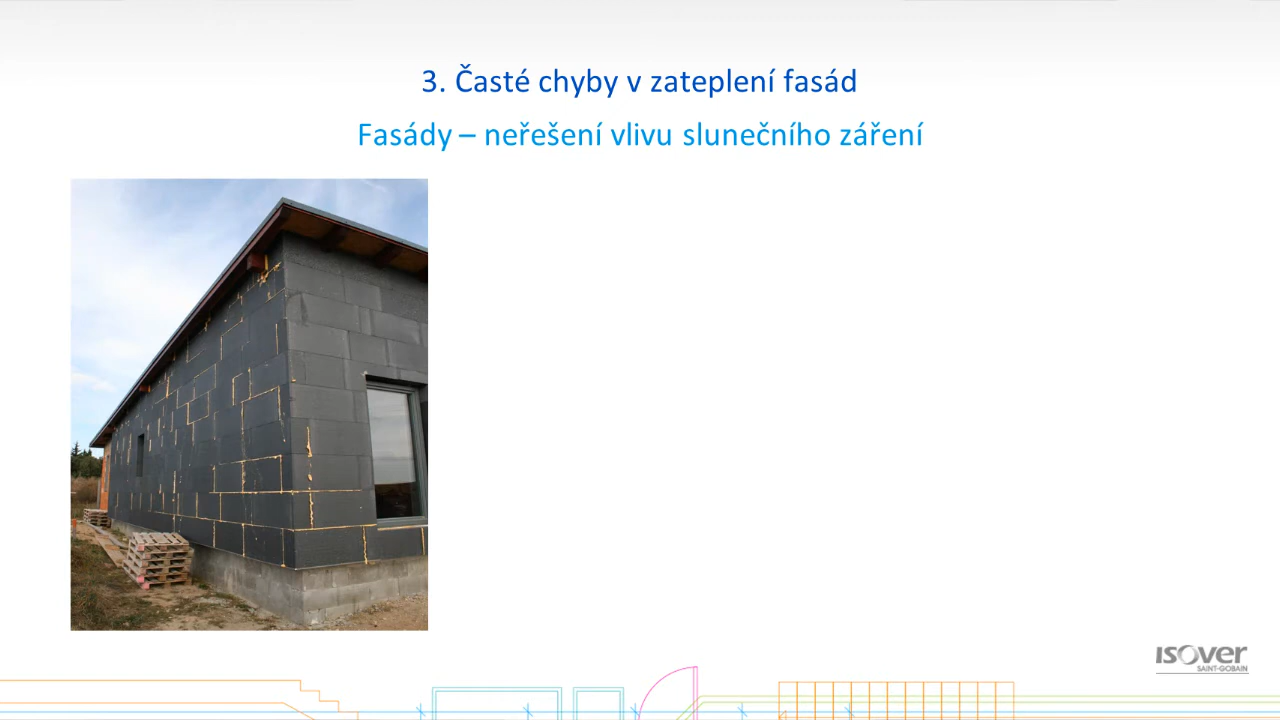 3. Časté chyby v zateplení fasád
Fasády – neřešení vlivu slunečního záření
ISOVER
SAINT-GOBAIN